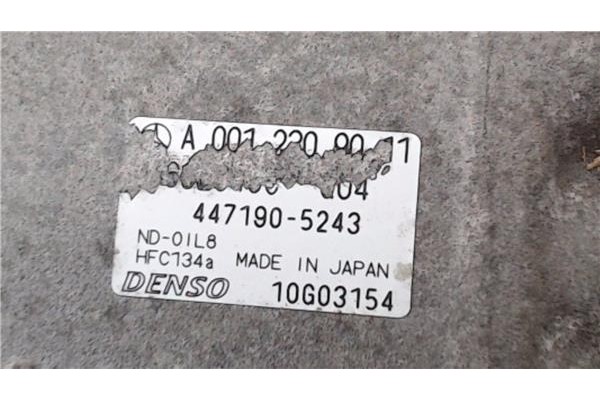 A 001 230 90 11
447190-5243
ND-OIL8
HFC134a MADE IN JAPAN
DENSO 10G03154